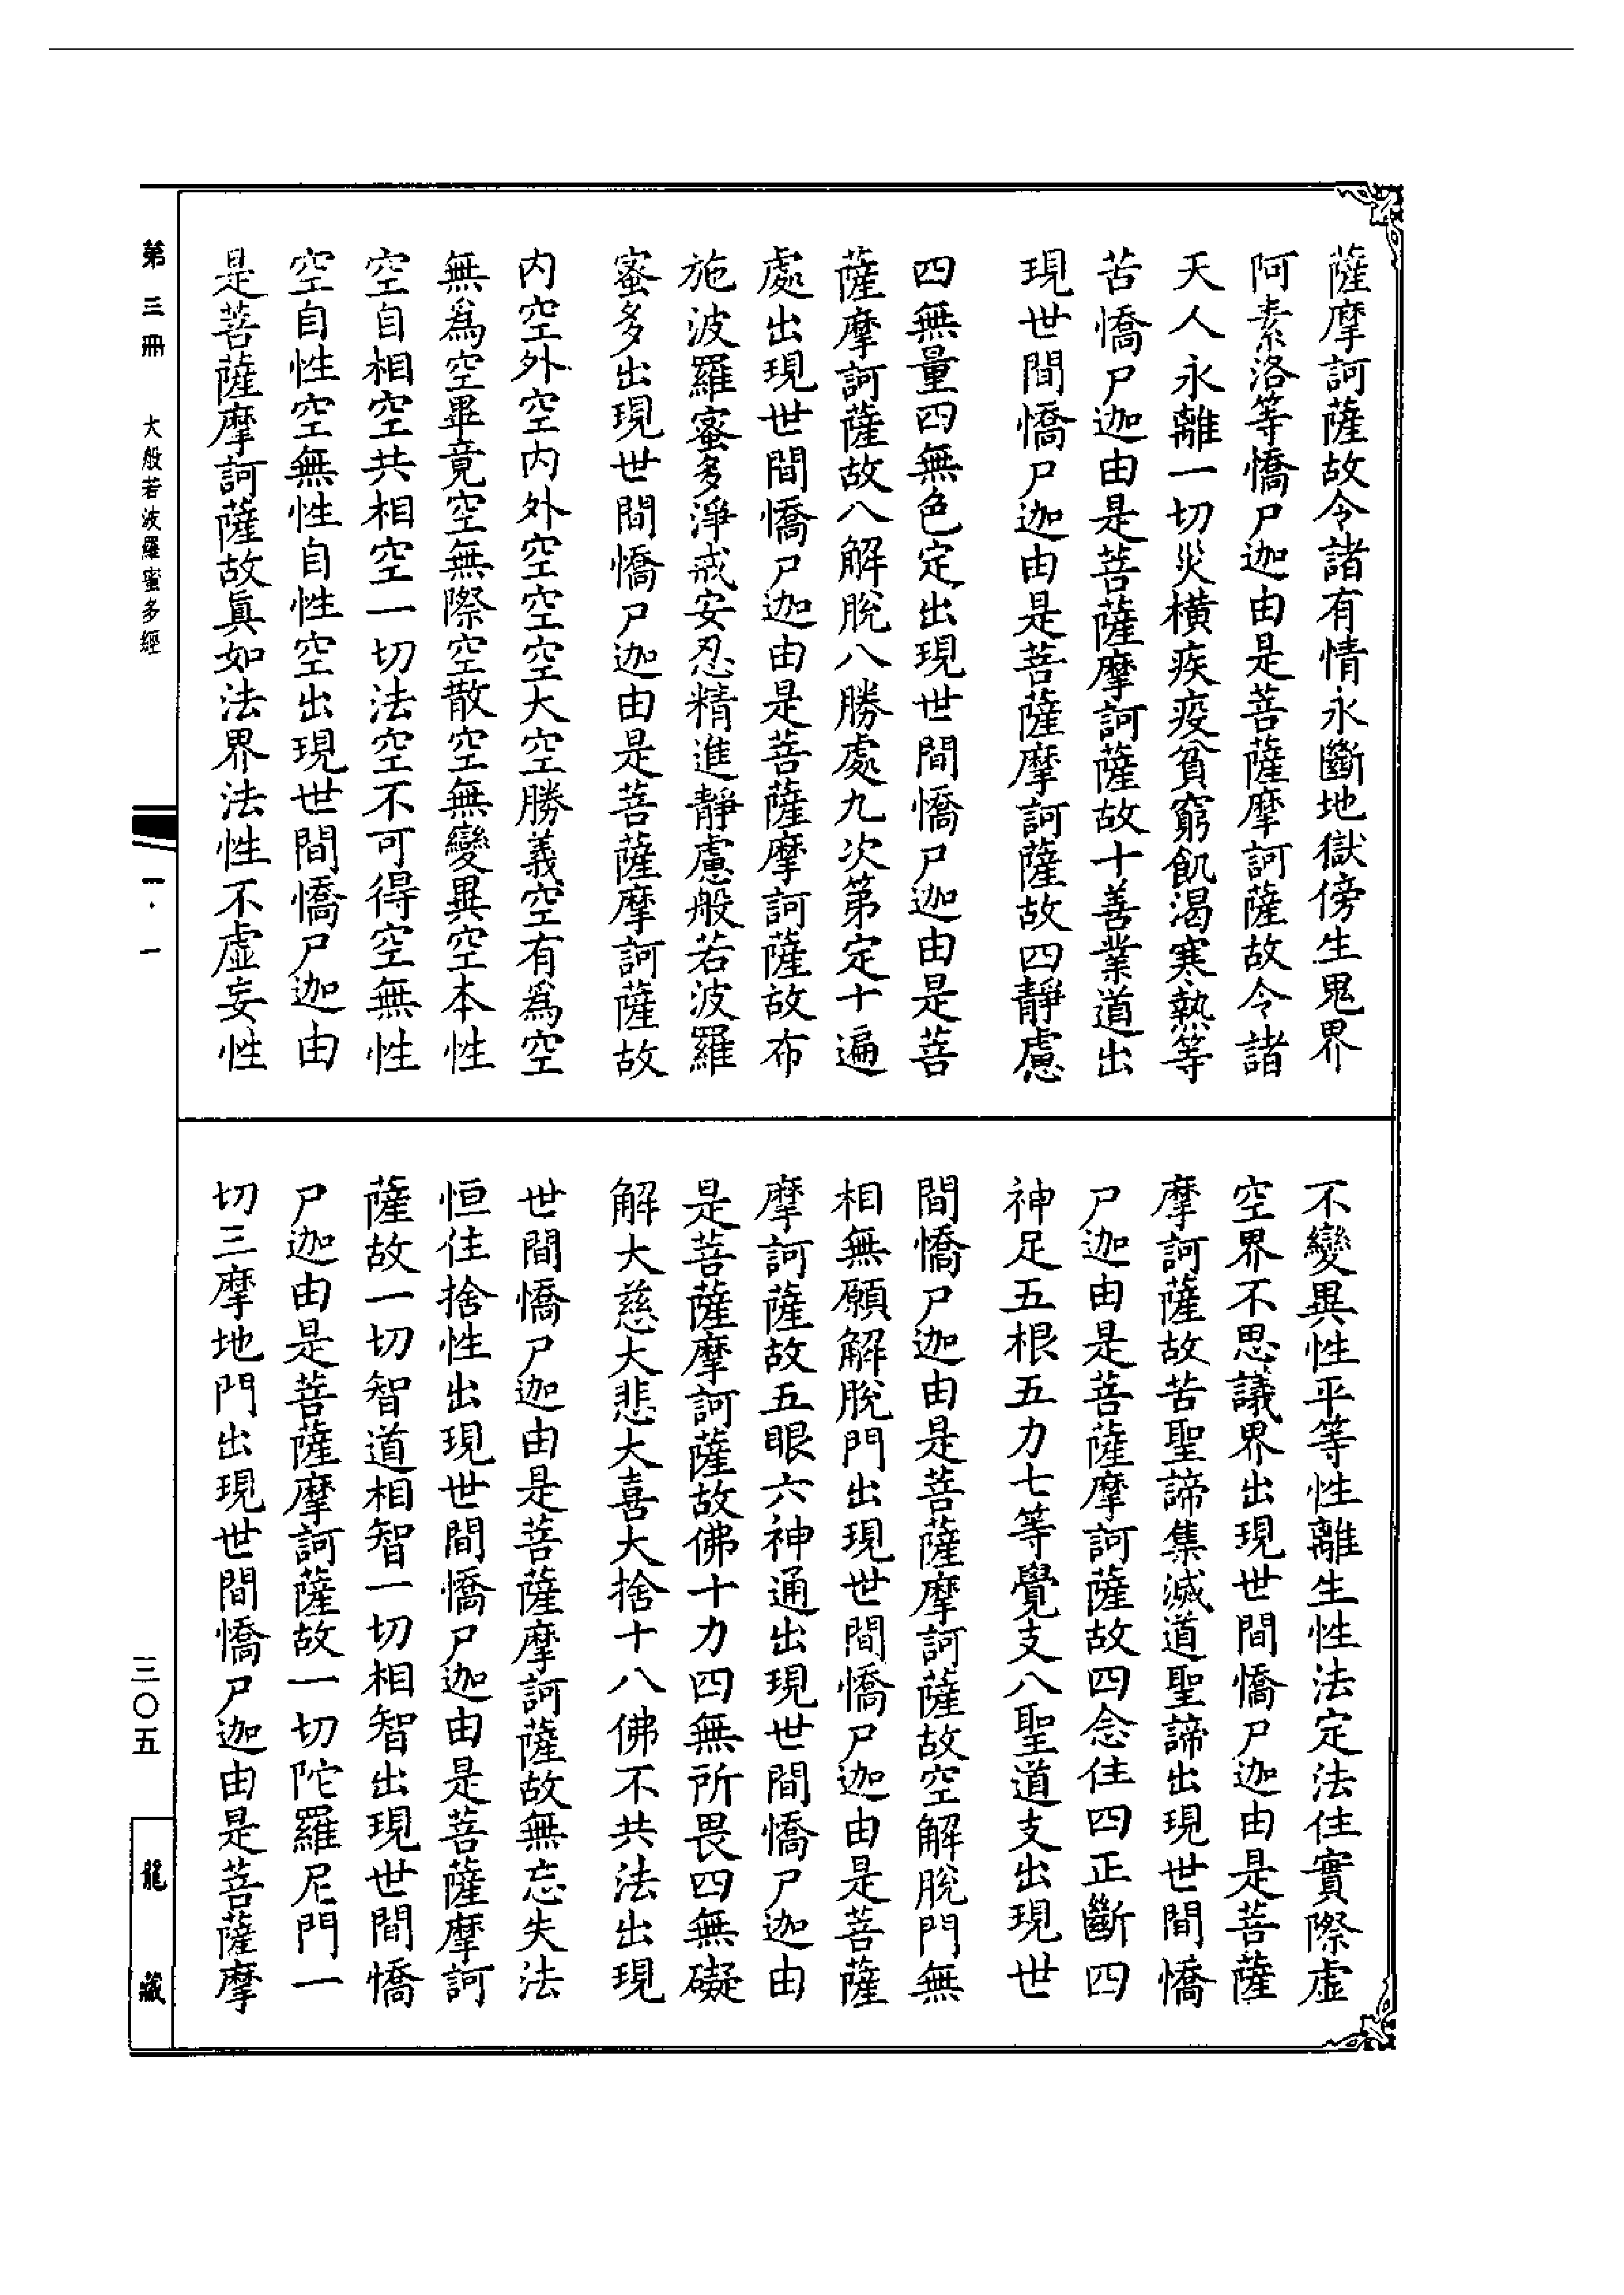 薩摩訶薩故令諸有情永斷地獄傍生鬼界
阿素洛等憍尸迦由是菩薩摩訶薩故令諸
天人永離一切災橫疾疫貧窮飢渴寒熱等
苦憍尸迦由是菩薩摩訶薩故十善業道出
現世間憍尸迦由是菩薩摩訶薩故四靜慮
四無量四無色定出現世間憍尸迦由是菩
薩摩訶薩故八解脫八勝處九次第定十遍
處出現世間憍尸迦由是菩薩摩訶薩故布
施波羅蜜多淨戒安忍精進靜慮般若波羅
蜜多出現世間憍尸迦由是菩薩摩訶薩故
內空外空內外空空空大空勝義空有爲空
無爲空畢竟空無際空散空無變異空本性
空自相空共相空一切法空不可得空無性
空自性空無性自性空出現世間憍尸迦由
是菩薩摩訶薩故眞如法界法性不虛妄性
不變異性平等性離生性法定法住實際虛
空界不思議界出現世間憍尸迦由是菩薩
摩訶薩故苦聖諦集滅道聖諦出現世間憍
尸迦由是菩薩摩訶薩故四念住四正斷四
神足五根五力七等覺支八聖道支出現世
間憍尸迦由是菩薩摩訶薩故空解脫門無
相無願解脫門出現世間憍尸迦由是菩薩
摩訶薩故五眼六神通出現世間憍尸迦由
是菩薩摩訶薩故佛十力四無所畏四無礙
解大慈大悲大喜大捨十八佛不共法出現
世間憍尸迦由是菩薩摩訶薩故無忘失法
恒住捨性出現世間憍尸迦由是菩薩摩訶
薩故一切智道相智一切相智出現世間憍
尸迦由是菩薩摩訶薩故一切陀羅尼門一
切三摩地門出現世間憍尸迦由是菩薩摩
第三冊 大般若波羅蜜多經 一·一
三〇五
龍藏